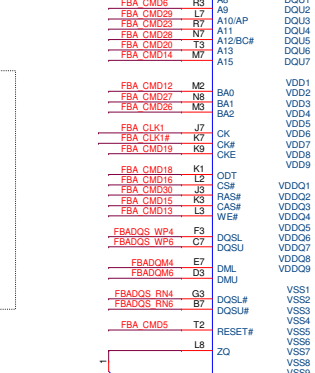 FBA_CMD6 R3 A8 DQU1
FBA_CMD29 L7 A9 DQU2
FBA_CMD23 R7 A10/AP DQU3
FBA_CMD28 N7 A11 DQU4
FBA_CMD20 T3 A12/BC# DQU5
FBA_CMD14 M7 A13 DQU6
A15 DQU7
VDD1
FBA_CMD12 M2 BA0 VDD2
FBA_CMD27 N8 BA1 VDD3
FBA_CMD26 M3 BA2 VDD4
VDD5
FBA_CLK1 J7 CK VDD6
FBA_CLK1# K7 CK# VDD7
FBA_CMD19 K9 CKE VDD8
VDD9
FBA_CMD18 K1 ODT
FBA_CMD16 L2 CS# VDDQ1
FBA_CMD30 J3 RAS# VDDQ2
FBA_CMD15 K3 CAS# VDDQ3
FBA_CMD13 L3 WE# VDDQ4
VDDQ5
FBADQS_WP4 F3 DQSL VDDQ6
FBADQS_WP6 C7 DQSU VDDQ7
VDDQ8
FBADQM4 E7 DML VDDQ9
FBADQM6 D3 DMU
VSS1
FBADQS_RN4 G3 DQSL# VSS2
FBADQS_RN6 B7 DQSU# VSS3
VSS4
FBA_CMD5 T2 RESET# VSS5
VSS6
L8 ZQ VSS7
1 VSS8
VSS9